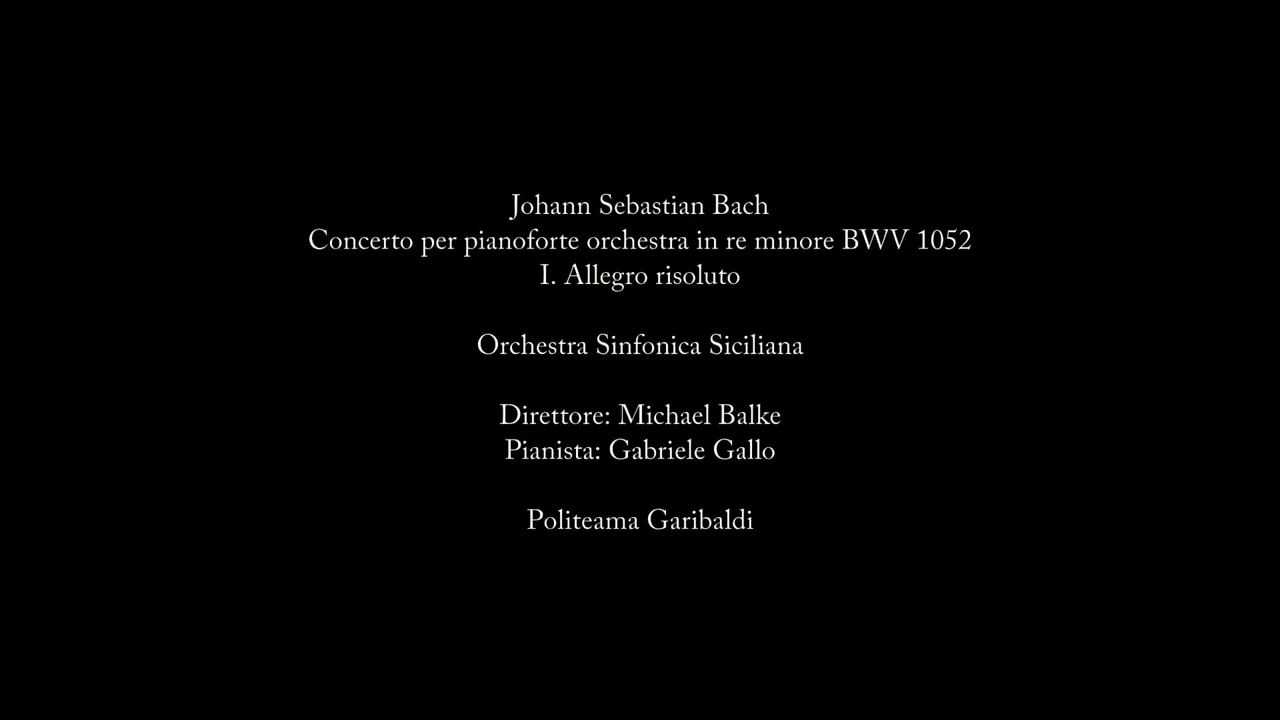 Johann Sebastian Bach
Concerto per pianoforte orchestra in re minore BWV 1052
I. Allegro risoluto
Orchestra Sinfonica Siciliana
Direttore: Michael Balke
Pianista: Gabriele Gallo
Politeama Garibaldi